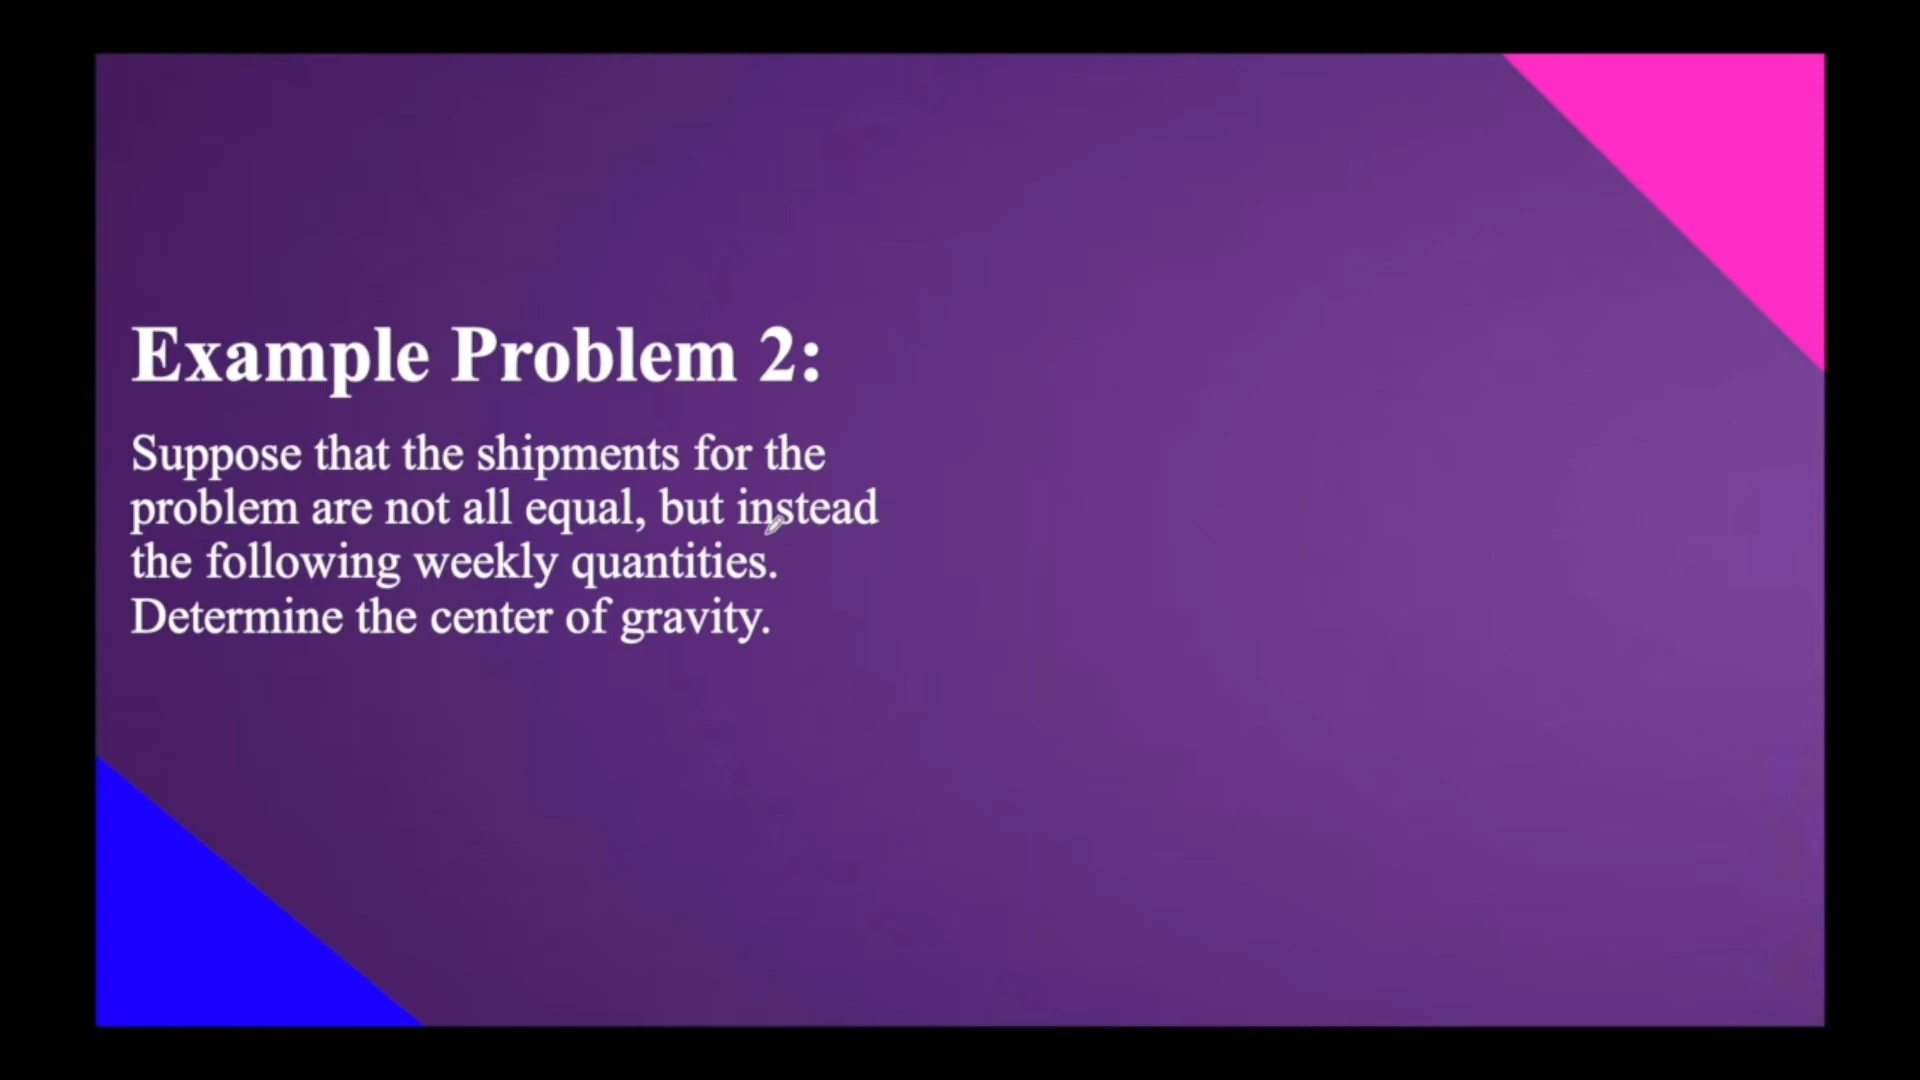 Example Problem 2:
Suppose that the shipments for the
problem are not all equal, but instead
the following weekly quantities.
Determine the center of gravity.